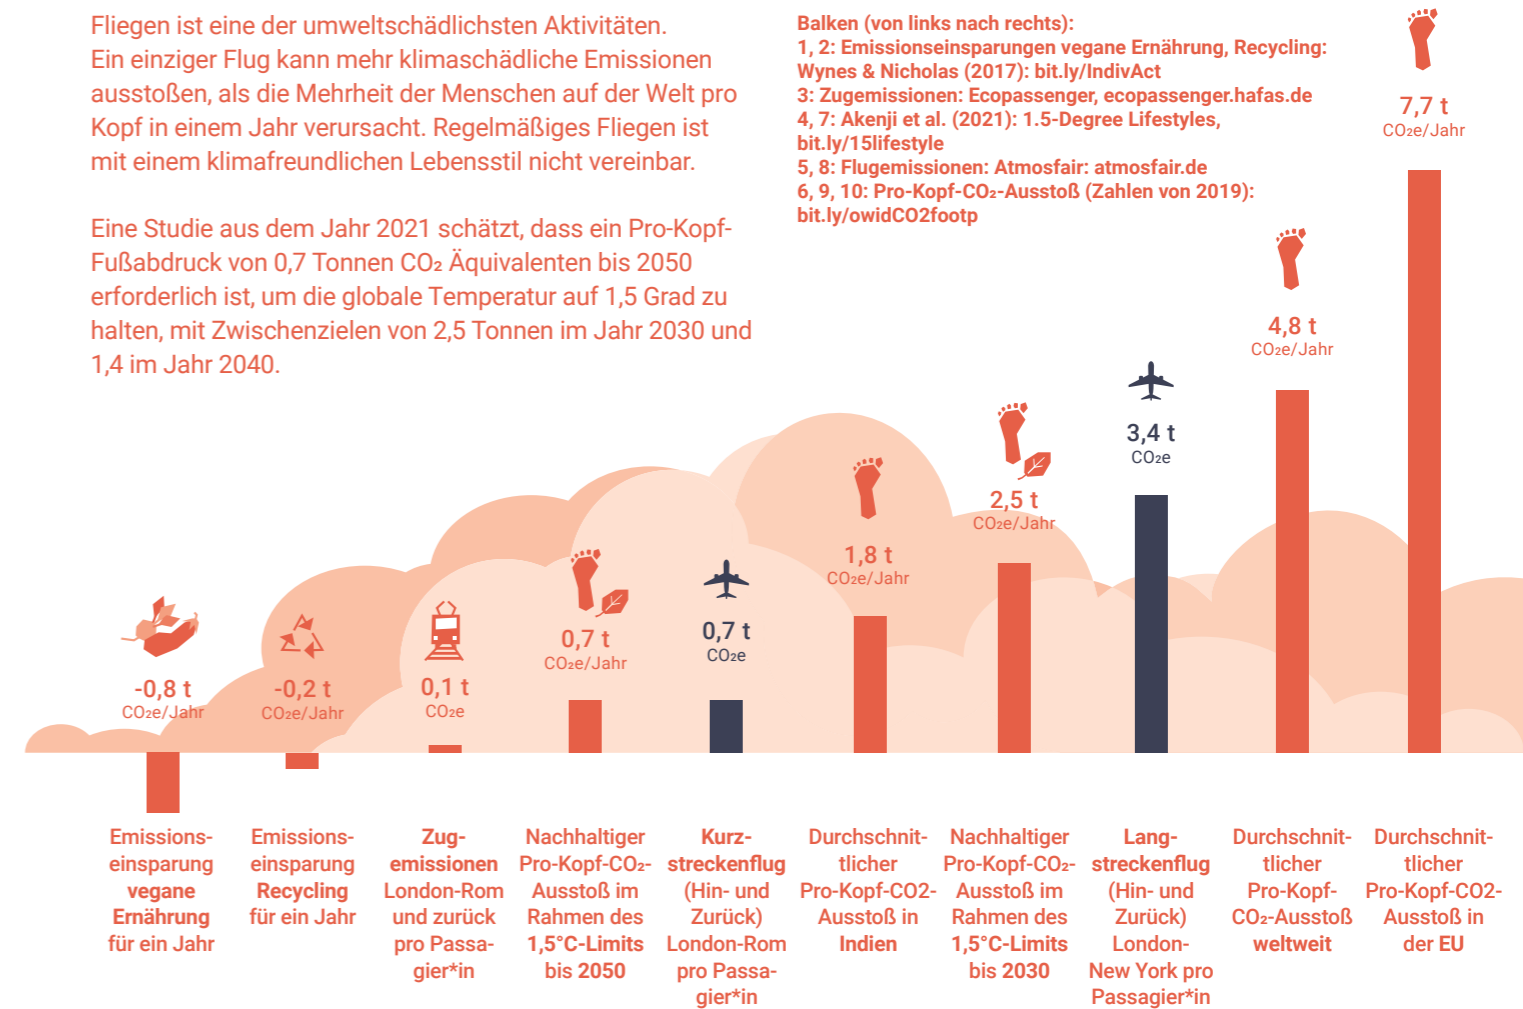 Fliegen ist eine der umweltschädlichsten Aktivitäten.
Ein einziger Flug kann mehr klimaschädliche Emissionen
ausstoßen, als die Mehrheit der Menschen auf der Welt pro
Kopf in einem Jahr verursacht. Regelmäßiges Fliegen ist
mit einem klimafreundlichen Lebensstil nicht vereinbar.
Eine Studie aus dem Jahr 2021 schätzt, dass ein Pro-Kopf-
Fußabdruck von 0,7 Tonnen CO₂ Äquivalenten bis 2050
erforderlich ist, um die globale Temperatur auf 1,5 Grad zu
halten, mit Zwischenzielen von 2,5 Tonnen im Jahr 2030 und
1,4 im Jahr 2040.
Balken (von links nach rechts):
1, 2: Emissionseinsparungen vegane Ernährung, Recycling:
Wynes & Nicholas (2017): bit.ly/IndivAct
3: Zugemissionen: Ecopassenger, ecopassenger.hafas.de
4, 7: Akenji et al. (2021): 1.5-Degree Lifestyles,
bit.ly/15lifestyle
5, 8: Flugemissionen: Atmosfair: atmosfair.de
6, 9, 10: Pro-Kopf-CO₂-Ausstoß (Zahlen von 2019):
bit.ly/owidCO2footp
-0,8 t
CO₂e/Jahr
-0,2 t
CO₂e/Jahr
0,1 t
CO₂e
0,7 t
CO₂e/Jahr
0,7 t
CO₂e
1,8 t
CO₂e/Jahr
2,5 t
CO₂e/Jahr
3,4 t
CO₂e
4,8 t
CO₂e/Jahr
7,7 t
CO₂e/Jahr
Emissions-
einsparung
vegane
Ernährung
für ein Jahr
Emissions-
einsparung
Recycling
für ein Jahr
Zug-
emissionen
London-Rom
und zurück
pro Passa-
gier*in
Nachhaltiger
Pro-Kopf-CO₂-
Ausstoß im
Rahmen des
1,5°C-Limits
bis 2050
Kurz-
streckenflug
(Hin- und
Zurück)
London-Rom
pro Passa-
gier*in
Durchschnit-
tlicher
Pro-Kopf-CO2-
Ausstoß in
Indien
Nachhaltiger
Pro-Kopf-CO₂-
Ausstoß im
Rahmen des
1,5°C-Limits
bis 2030
Lang-
streckenflug
(Hin- und
Zurück)
London-
New York pro
Passagier*in
Durchschnit-
tlicher
Pro-Kopf-
CO₂-Ausstoß
weltweit
Durchschnit-
tlicher
Pro-Kopf-CO2-
Ausstoß in
der EU